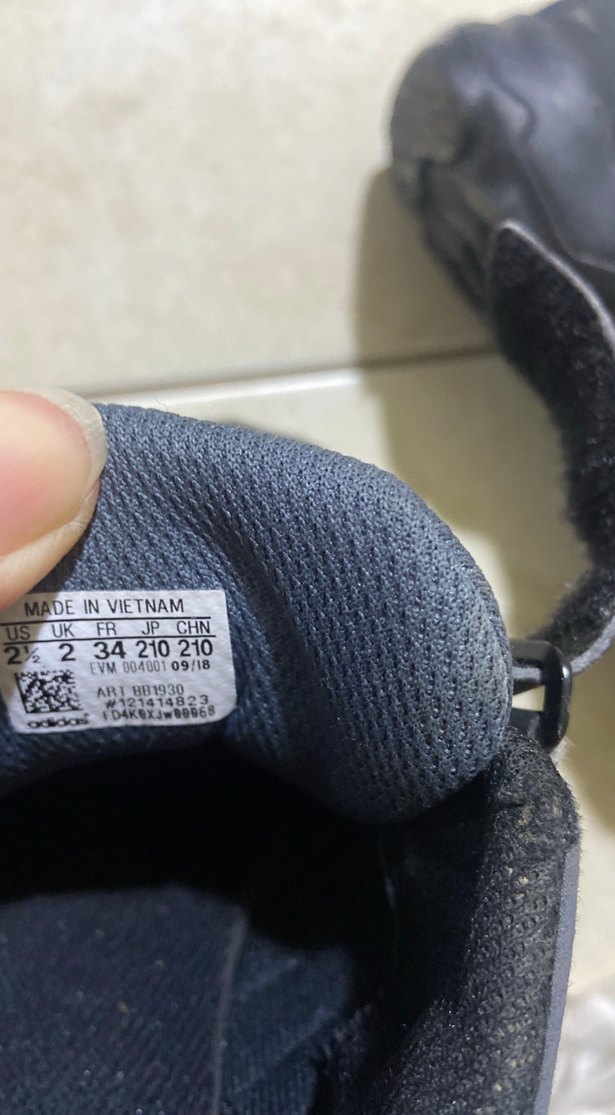 MADE IN VIETNAM
US UK FR JP CHN
2½ 2 34 210 210
EVM 004001 09/18
ART BB1930
#121414823
adidas